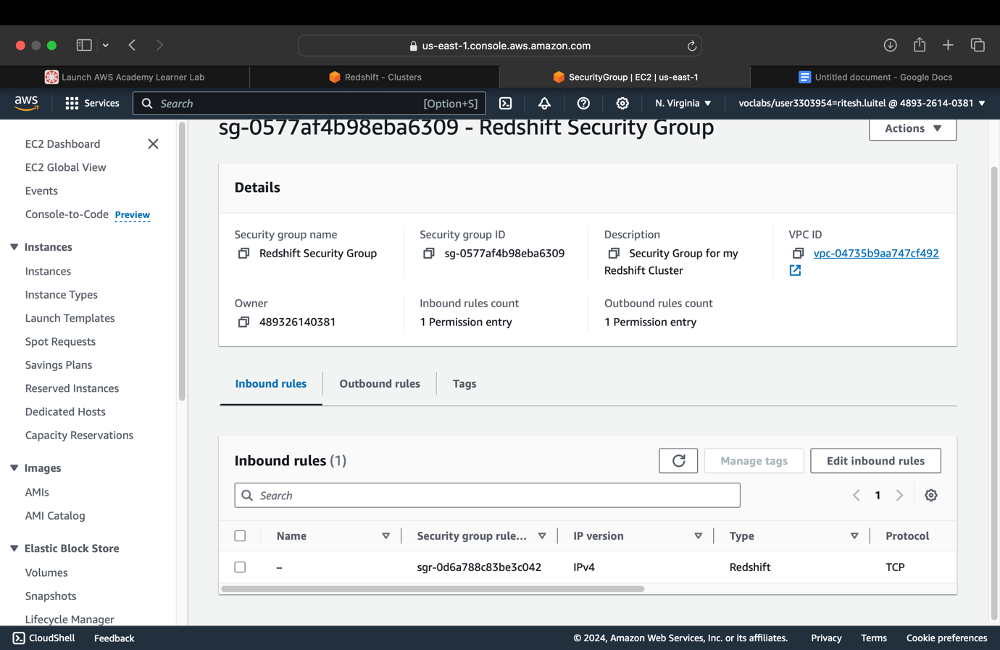 us-east-1.console.aws.amazon.com
Launch AWS Academy Learner Lab
Redshift - Clusters
SecurityGroup | EC2 | us-east-1
Untitled document - Google Docs
aws
Services
Search
[Option+S]
N. Virginia
voclabs/user3303954=ritesh.luitel @ 4893-2614-0381
EC2 Dashboard
EC2 Global View
Events
Console-to-Code Preview
Instances
Instances
Instance Types
Launch Templates
Spot Requests
Savings Plans
Reserved Instances
Dedicated Hosts
Capacity Reservations
Images
AMIs
AMI Catalog
Elastic Block Store
Volumes
Snapshots
Lifecycle Manager
sg-0577af4b98eba6309 - Redshift Security Group
Actions
Details
Security group name
Redshift Security Group
Security group ID
sg-0577af4b98eba6309
Description
Security Group for my
Redshift Cluster
VPC ID
vpc-04735b9aa747cf492
Owner
489326140381
Inbound rules count
1 Permission entry
Outbound rules count
1 Permission entry
Inbound rules
Outbound rules
Tags
Inbound rules (1)
Manage tags
Edit inbound rules
Search
1
Name
Security group rule...
IP version
Type
Protocol
–
sgr-0d6a788c83be3c042
IPv4
Redshift
TCP
CloudShell
Feedback
© 2024, Amazon Web Services, Inc. or its affiliates.
Privacy
Terms
Cookie preferences